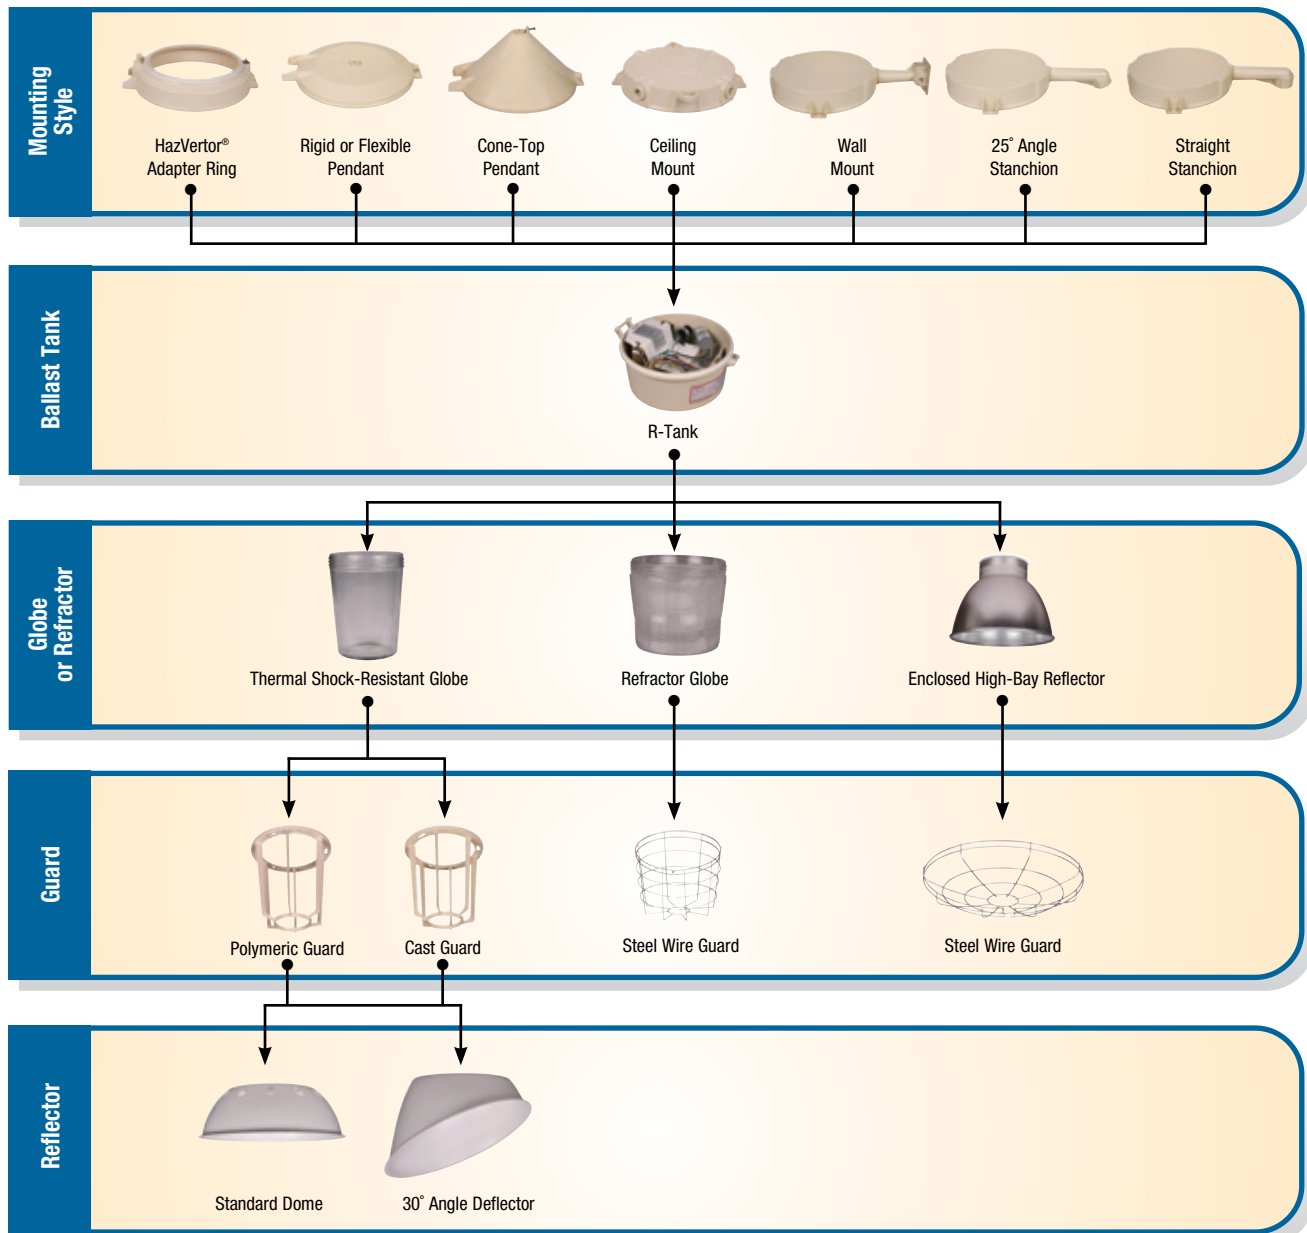 Mounting
Style
HazVertor®
Adapter Ring
Rigid or Flexible
Pendant
Cone-Top
Pendant
Ceiling
Mount
Wall
Mount
25° Angle
Stanchion
Straight
Stanchion
Ballast Tank
R-Tank
Globe
or Refractor
Thermal Shock-Resistant Globe
Refractor Globe
Enclosed High-Bay Reflector
Guard
Polymeric Guard
Cast Guard
Steel Wire Guard
Steel Wire Guard
Reflector
Standard Dome
30° Angle Deflector